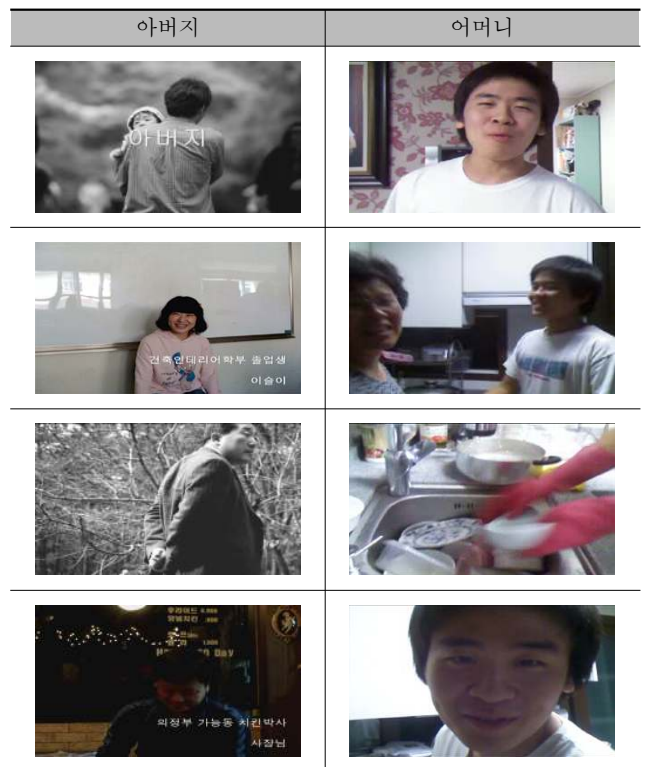 아버지
어머니
아버지
건축인테리어학부 졸업생
이슬이
의정부 가능동 치킨박사
사장님